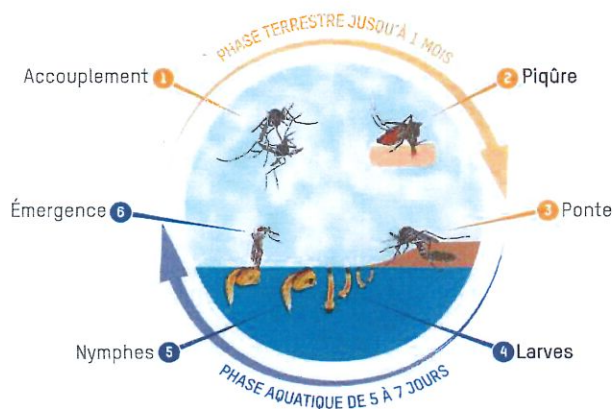 PHASE TERRESTRE JUSQU'À 1 MOIS
Accouplement 1
2 Piqûre
Émergence 6
3 Ponte
Nymphes 5
4 Larves
PHASE AQUATIQUE DE 5 À 7 JOURS